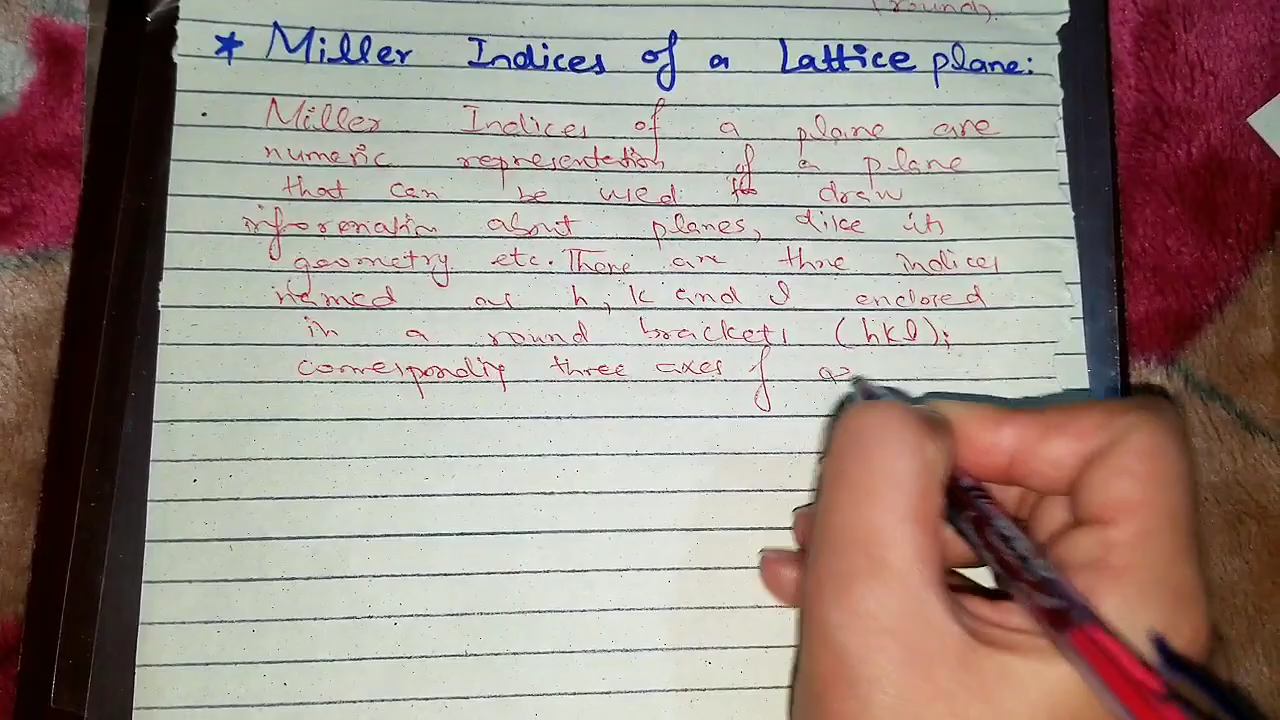 (round).
* Miller Indices of a Lattice plane:
. Miller Indices of a plane are
numeric representation of a plane
that can be used to draw
information about planes, like its
geometry etc. There are three indices
named as h, k and l enclosed
in a round brackets (hkl);
corresponding three axes of